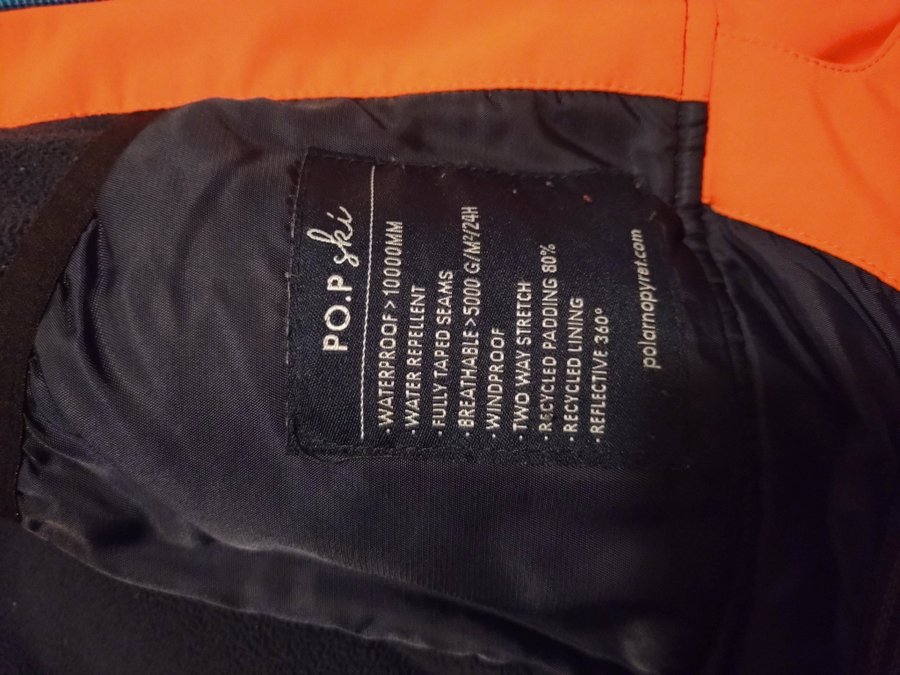 PO.P ski
· WATERPROOF > 10000MM
· WATER REPELLENT
· FULLY TAPED SEAMS
· BREATHABLE > 5000 G/M²/24H
· WINDPROOF
· TWO WAY STRETCH
· RECYCLED PADDING 80%
· RECYCLED LINING
· REFLECTIVE 360°
polarnopyret.com